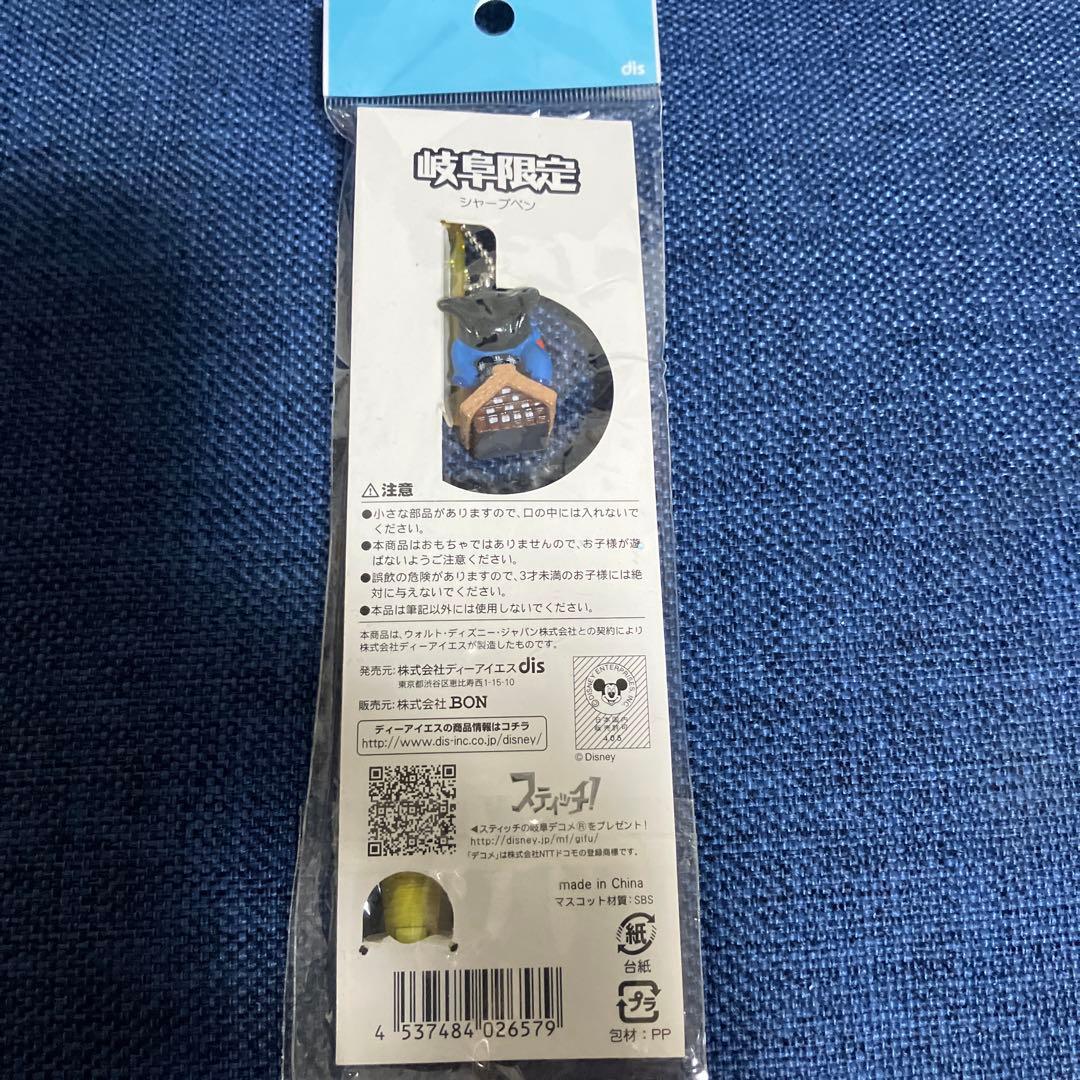 dis
岐阜限定
シャープペン
⚠注意
●小さな部品がありますので、口の中には入れないで
ください。
●本商品はおもちゃではありませんので、お子様が遊
ばないようご注意ください。
●誤飲の危険がありますので、3才未満のお子様には絶
対に与えないでください。
●本品は筆記以外には使用しないでください。
本商品は、ウォルト・ディズニー・ジャパン株式会社との契約により
株式会社ディーアイエスが製造したものです。
発売元:株式会社ディーアイエス dis
東京都渋谷区恵比寿西1-15-10
販売元:株式会社 BON
ディーアイエスの商品情報はコチラ
http://www.dis-inc.co.jp/disney/
©DISNEY ENTERPRISES, INC.
日本国内
販売許可
405
©Disney
スティッチ!
◀スティッチの岐阜デコメ®をプレゼント!
http://disney.jp/mf/gifu/
「デコメ」は株式会社NTTドコモの登録商標です。
made in China
マスコット材質:SBS
紙
台紙
プラ
包材:PP
4 537484 026579